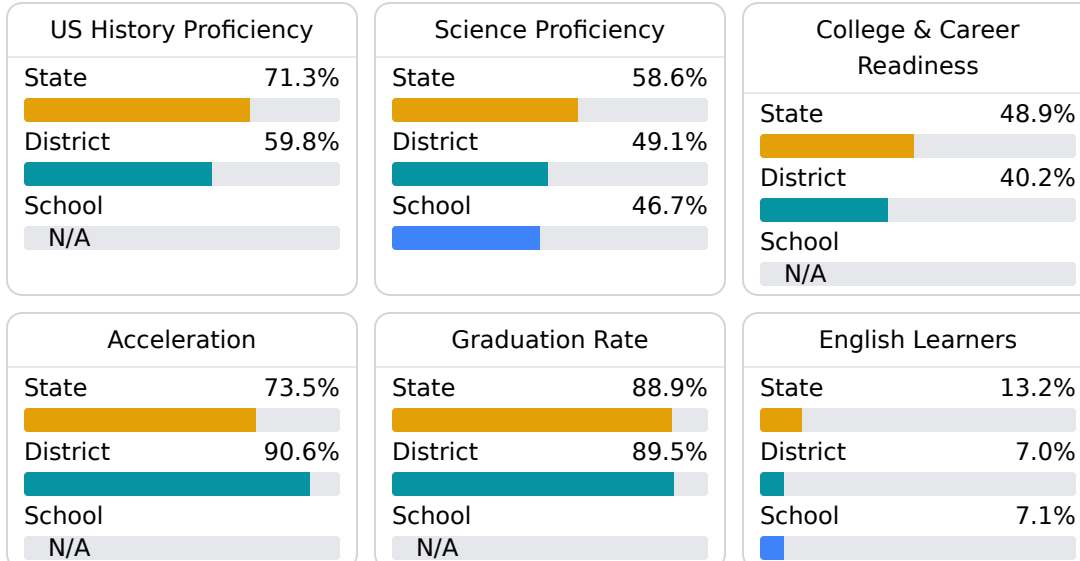 US History Proficiency
State 71.3%
District 59.8%
School
N/A
Science Proficiency
State 58.6%
District 49.1%
School 46.7%
College & Career
Readiness
State 48.9%
District 40.2%
School
N/A
Acceleration
State 73.5%
District 90.6%
School
N/A
Graduation Rate
State 88.9%
District 89.5%
School
N/A
English Learners
State 13.2%
District 7.0%
School 7.1%